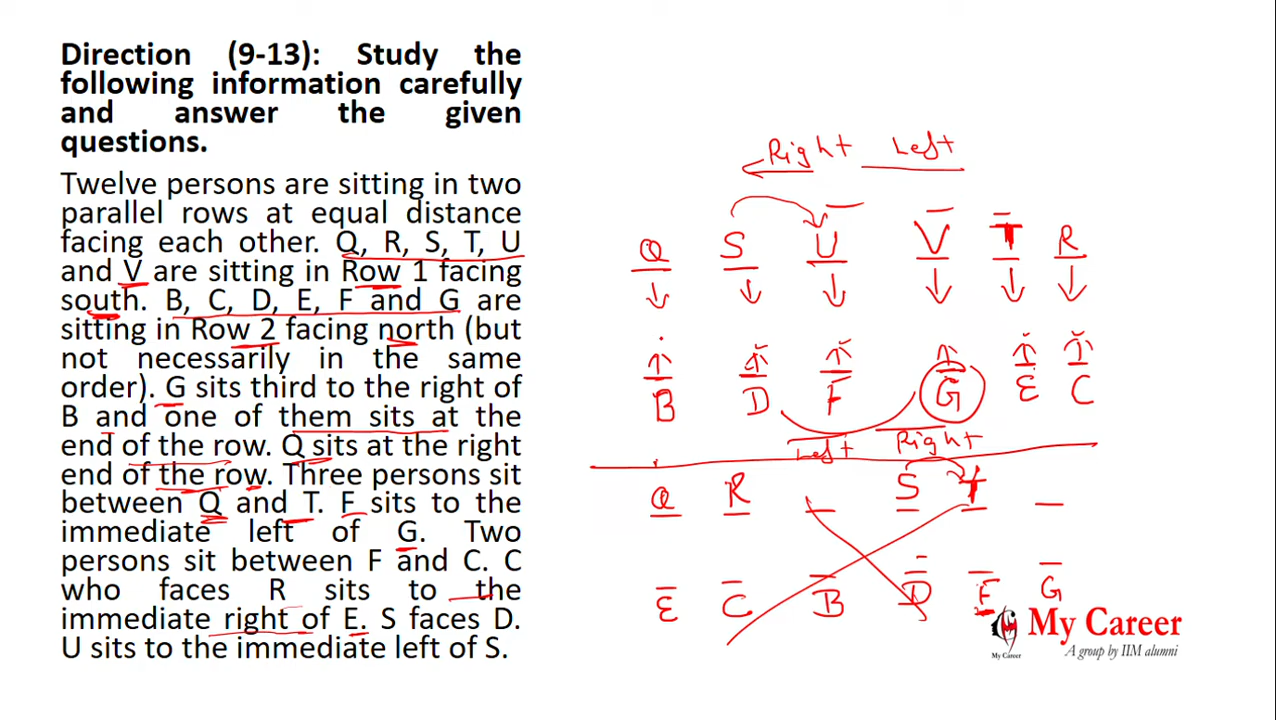 Direction (9-13): Study the
following information carefully
and answer the given
questions.
Twelve persons are sitting in two
parallel rows at equal distance
facing each other. Q, R, S, T, U
and V are sitting in Row 1 facing
south. B, C, D, E, F and G are
sitting in Row 2 facing north (but
not necessarily in the same
order). G sits third to the right of
B and one of them sits at the
end of the row. Q sits at the right
end of the row. Three persons sit
between Q and T. F sits to the
immediate left of G. Two
persons sit between F and C. C
who faces R sits to the
immediate right of E. S faces D.
U sits to the immediate left of S.
Right Left
Q S U V T R
B D F G E C
Left Right
Q R S T
E C B D F G
My Career
A group by IIM alumni
My Career